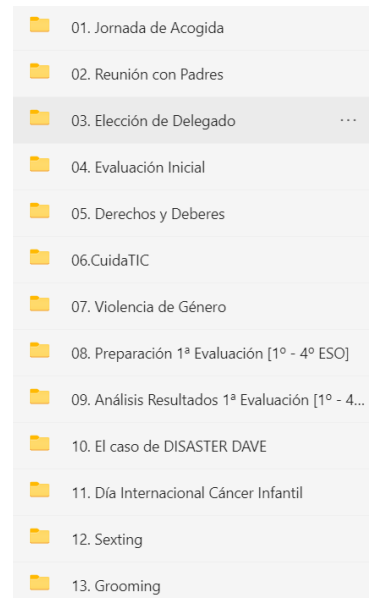 01. Jornada de Acogida
02. Reunión con Padres
03. Elección de Delegado ...
04. Evaluación Inicial
05. Derechos y Deberes
06.CuidaTIC
07. Violencia de Género
08. Preparación 1ª Evaluación [1º - 4º ESO]
09. Análisis Resultados 1ª Evaluación [1º - 4...
10. El caso de DISASTER DAVE
11. Día Internacional Cáncer Infantil
12. Sexting
13. Grooming